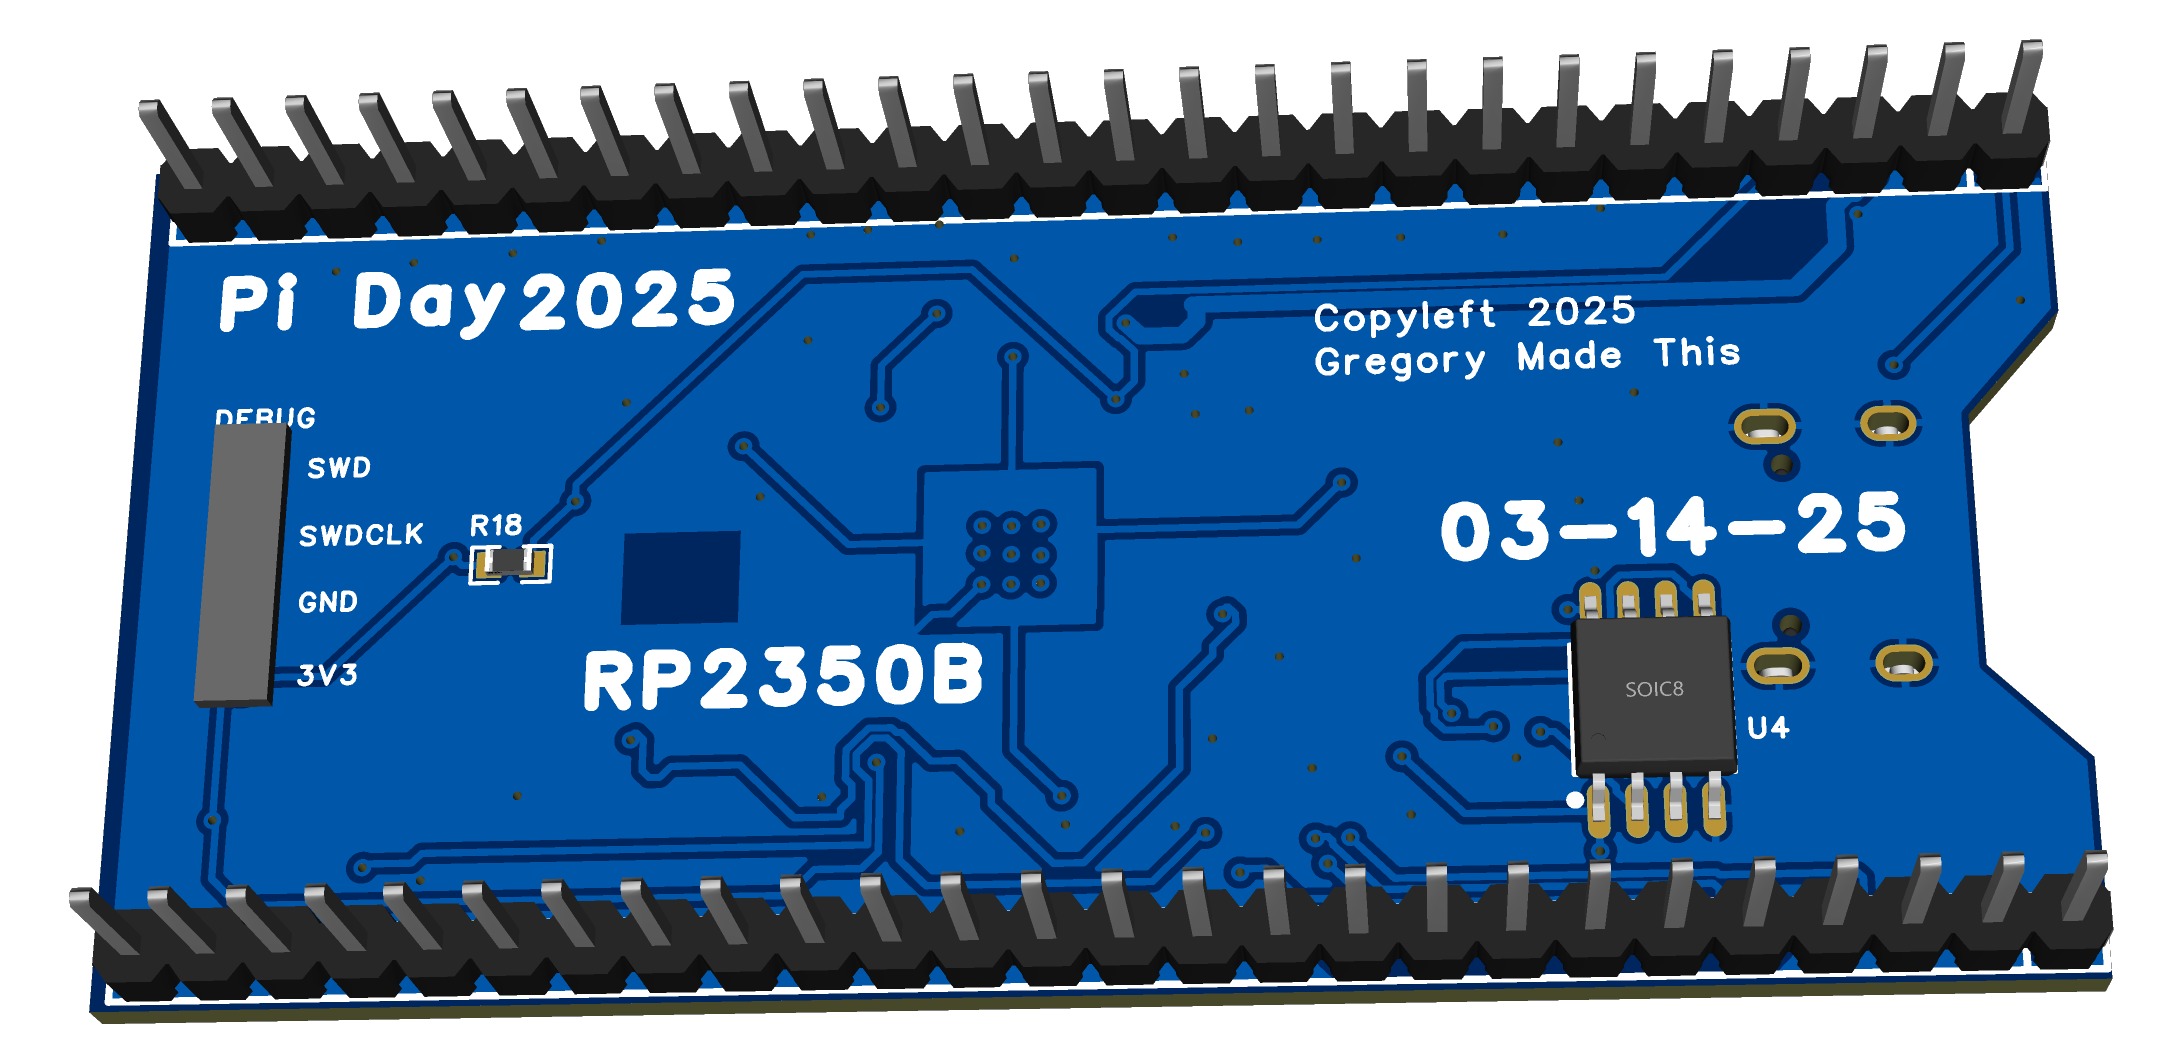 Pi Day2025
Copyleft 2025
Gregory Made This
DEBUG
SWD
SWDCLK
GND
3V3
R18
RP2350B
03-14-25
SOIC8
U4